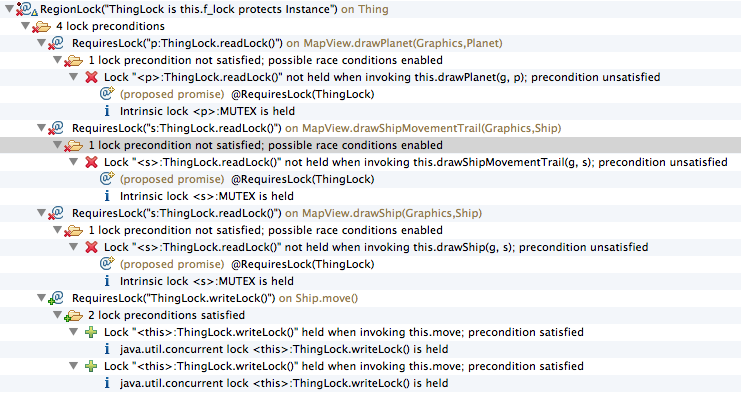 RegionLock("ThingLock is this.f_lock protects Instance") on Thing
4 lock preconditions
RequiresLock("p:ThingLock.readLock()") on MapView.drawPlanet(Graphics,Planet)
1 lock precondition not satisfied; possible race conditions enabled
Lock "<p>:ThingLock.readLock()" not held when invoking this.drawPlanet(g, p); precondition unsatisfied
(proposed promise) @RequiresLock(ThingLock)
Intrinsic lock <p>:MUTEX is held
RequiresLock("s:ThingLock.readLock()") on MapView.drawShipMovementTrail(Graphics,Ship)
1 lock precondition not satisfied; possible race conditions enabled
Lock "<s>:ThingLock.readLock()" not held when invoking this.drawShipMovementTrail(g, s); precondition unsatisfied
(proposed promise) @RequiresLock(ThingLock)
Intrinsic lock <s>:MUTEX is held
RequiresLock("s:ThingLock.readLock()") on MapView.drawShip(Graphics,Ship)
1 lock precondition not satisfied; possible race conditions enabled
Lock "<s>:ThingLock.readLock()" not held when invoking this.drawShip(g, s); precondition unsatisfied
(proposed promise) @RequiresLock(ThingLock)
Intrinsic lock <s>:MUTEX is held
RequiresLock("ThingLock.writeLock()") on Ship.move()
2 lock preconditions satisfied
Lock "<this>:ThingLock.writeLock()" held when invoking this.move; precondition satisfied
java.util.concurrent lock <this>:ThingLock.writeLock() is held
Lock "<this>:ThingLock.writeLock()" held when invoking this.move; precondition satisfied
java.util.concurrent lock <this>:ThingLock.writeLock() is held